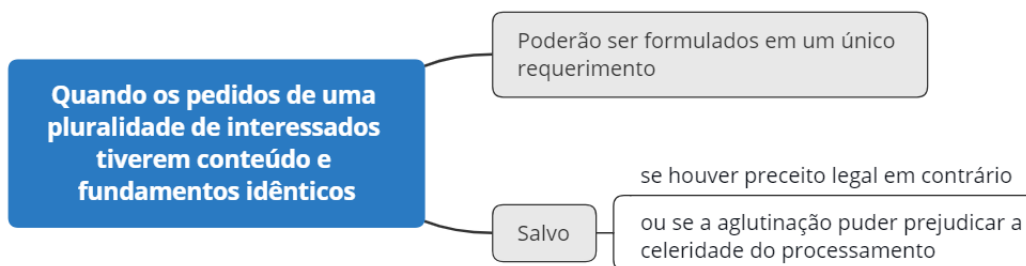 Quando os pedidos de uma
pluralidade de interessados
tiverem conteúdo e
fundamentos idênticos
Poderão ser formulados em um único
requerimento
Salvo
se houver preceito legal em contrário
ou se a aglutinação puder prejudicar a
celeridade do processamento